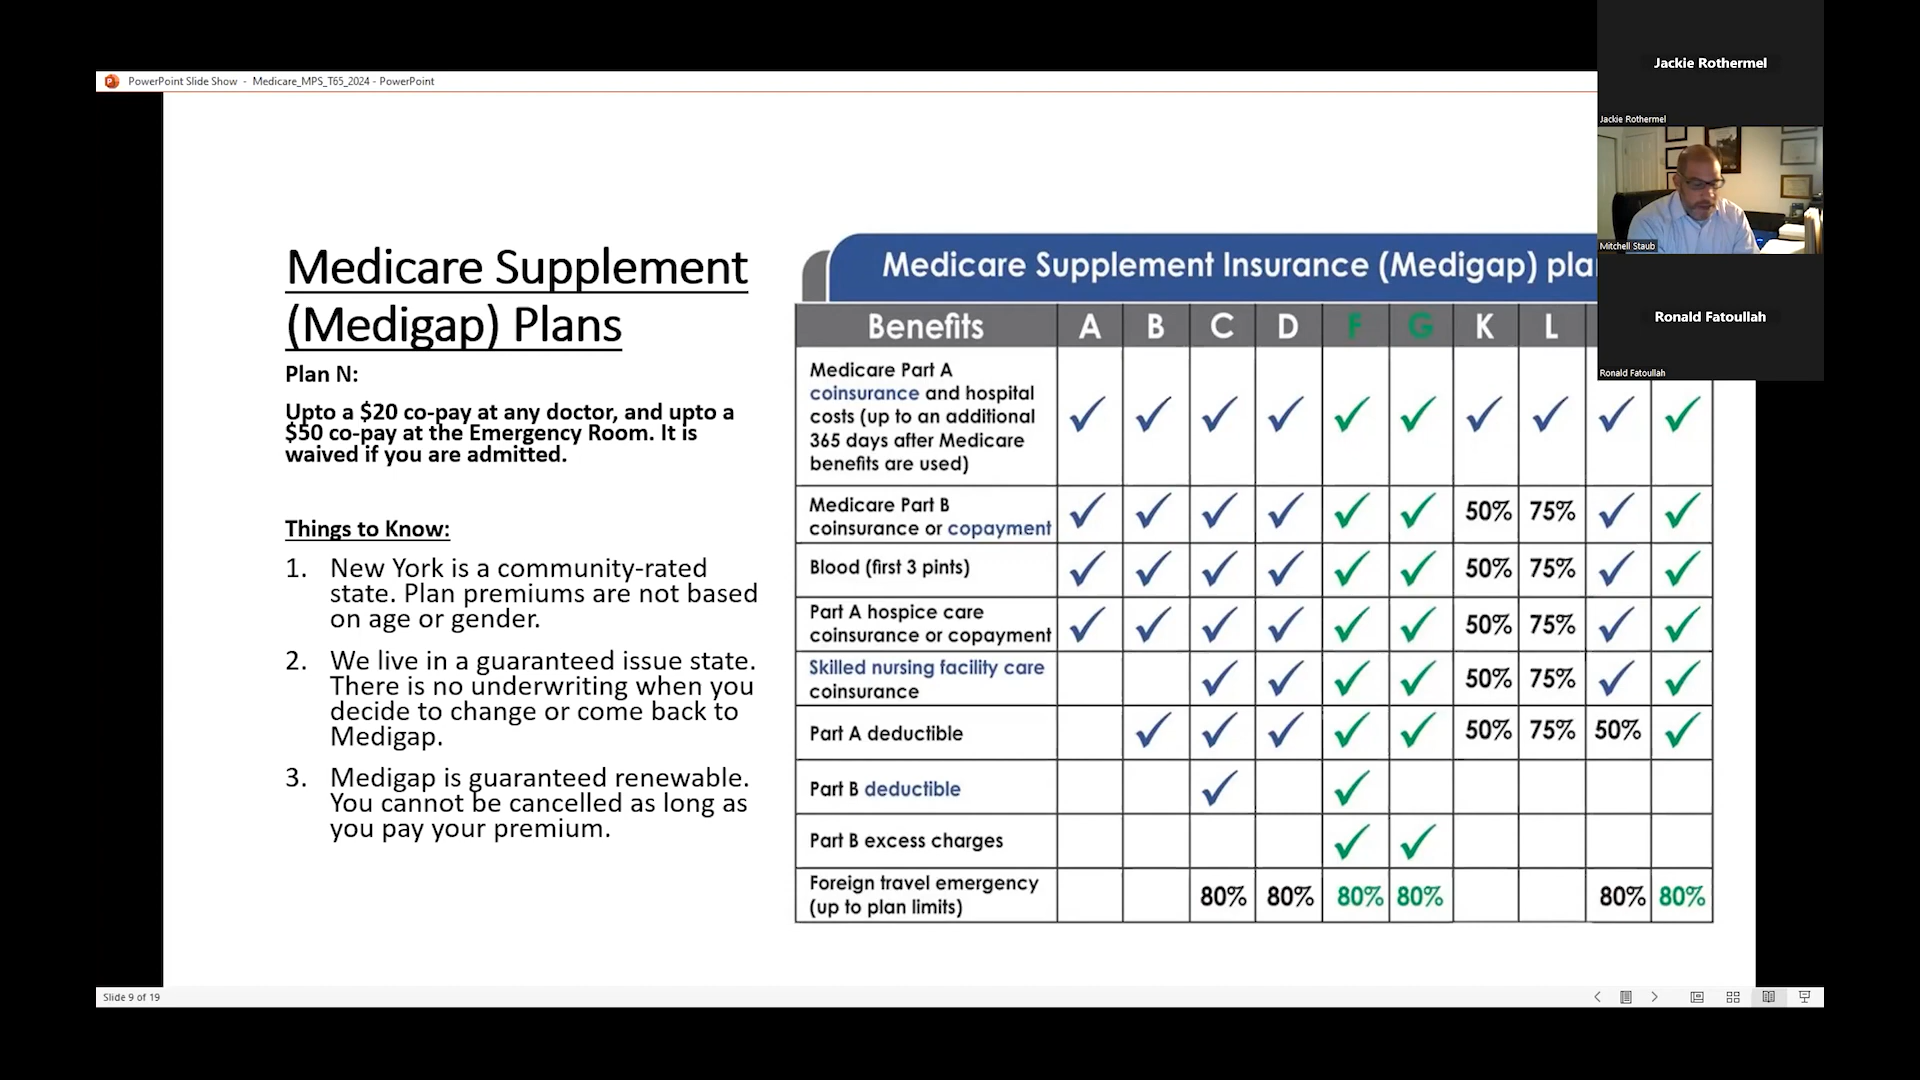 PowerPoint Slide Show - Medicare_MPS_T65_2024 - PowerPoint
Jackie Rothermel
Jackie Rothermel
Mitchell Staub
Ronald Fatoullah
Ronald Fatoullah
Medicare Supplement
(Medigap) Plans
Plan N:
Upto a $20 co-pay at any doctor, and upto a
$50 co-pay at the Emergency Room. It is
waived if you are admitted.
Things to Know:
1. New York is a community-rated
state. Plan premiums are not based
on age or gender.
2. We live in a guaranteed issue state.
There is no underwriting when you
decide to change or come back to
Medigap.
3. Medigap is guaranteed renewable.
You cannot be cancelled as long as
you pay your premium.
Medicare Supplement Insurance (Medigap)
Benefits A B C D F G K L
Medicare Part A
coinsurance and hospital
costs (up to an additional
365 days after Medicare
benefits are used)
✓ ✓ ✓ ✓ ✓ ✓ ✓ ✓ ✓ ✓
Medicare Part B
coinsurance or copayment
✓ ✓ ✓ ✓ ✓ ✓ 50% 75% ✓ ✓
Blood (first 3 pints) ✓ ✓ ✓ ✓ ✓ ✓ 50% 75% ✓ ✓
Part A hospice care
coinsurance or copayment
✓ ✓ ✓ ✓ ✓ ✓ 50% 75% ✓ ✓
Skilled nursing facility care
coinsurance
✓ ✓ ✓ ✓ 50% 75% ✓ ✓
Part A deductible ✓ ✓ ✓ ✓ ✓ 50% 75% 50% ✓
Part B deductible ✓ ✓
Part B excess charges ✓ ✓
Foreign travel emergency
(up to plan limits)
80% 80% 80% 80% 80% 80%
Slide 9 of 19